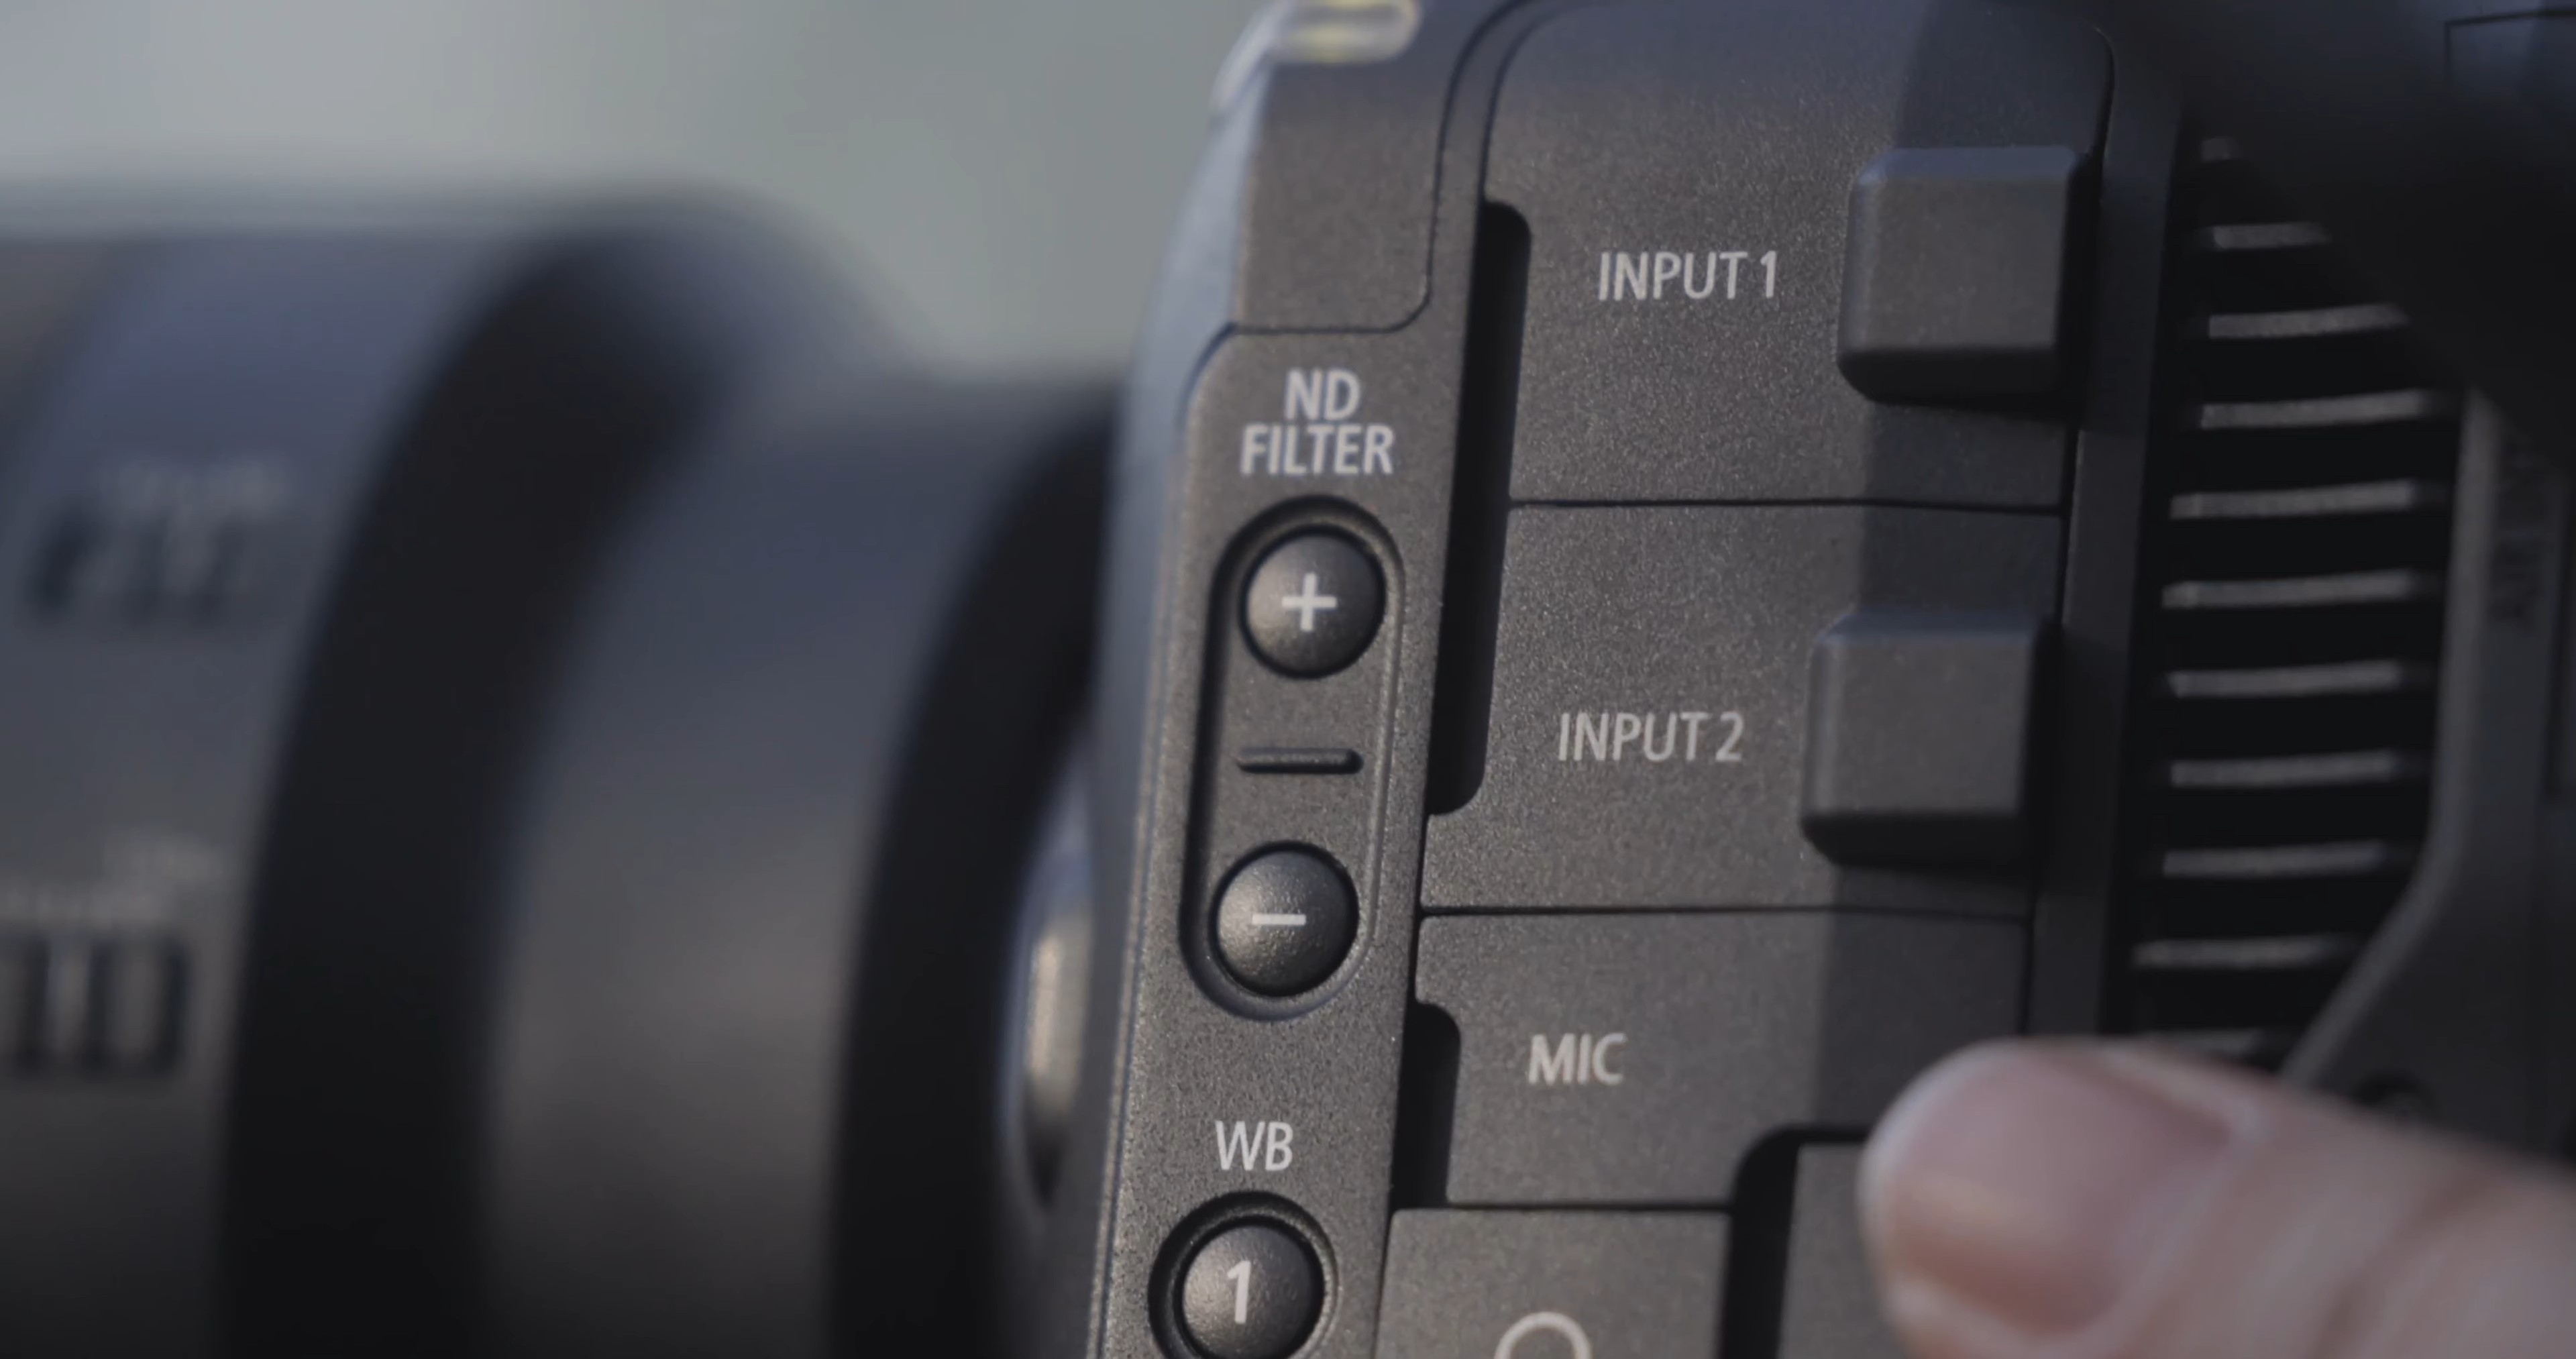 INPUT 1
ND
FILTER
+
INPUT 2
−
MIC
WB
1